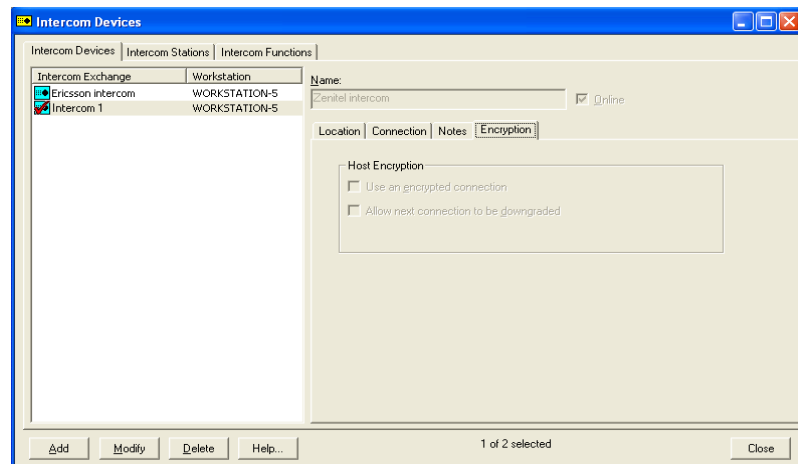 Intercom Devices
Intercom Devices Intercom Stations Intercom Functions
Intercom Exchange Workstation
Ericsson intercom WORKSTATION-5
Intercom 1 WORKSTATION-5
Name:
Zenitel intercom Online
Location Connection Notes Encryption
Host Encryption
Use an encrypted connection
Allow next connection to be downgraded
Add Modify Delete Help... 1 of 2 selected Close